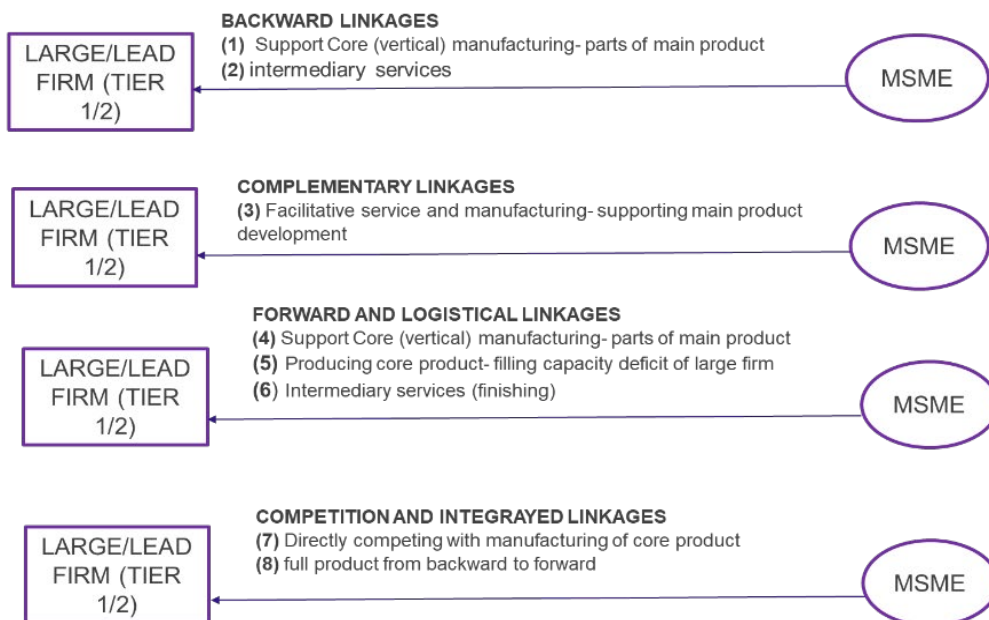 BACKWARD LINKAGES
(1) Support Core (vertical) manufacturing- parts of main product
(2) intermediary services
LARGE/LEAD
FIRM (TIER
1/2)
MSME
COMPLEMENTARY LINKAGES
(3) Facilitative service and manufacturing- supporting main product
development
LARGE/LEAD
FIRM (TIER
1/2)
MSME
FORWARD AND LOGISTICAL LINKAGES
(4) Support Core (vertical) manufacturing- parts of main product
(5) Producing core product- filling capacity deficit of large firm
(6) Intermediary services (finishing)
LARGE/LEAD
FIRM (TIER
1/2)
MSME
COMPETITION AND INTEGRAYED LINKAGES
(7) Directly competing with manufacturing of core product
(8) full product from backward to forward
LARGE/LEAD
FIRM (TIER
1/2)
MSME